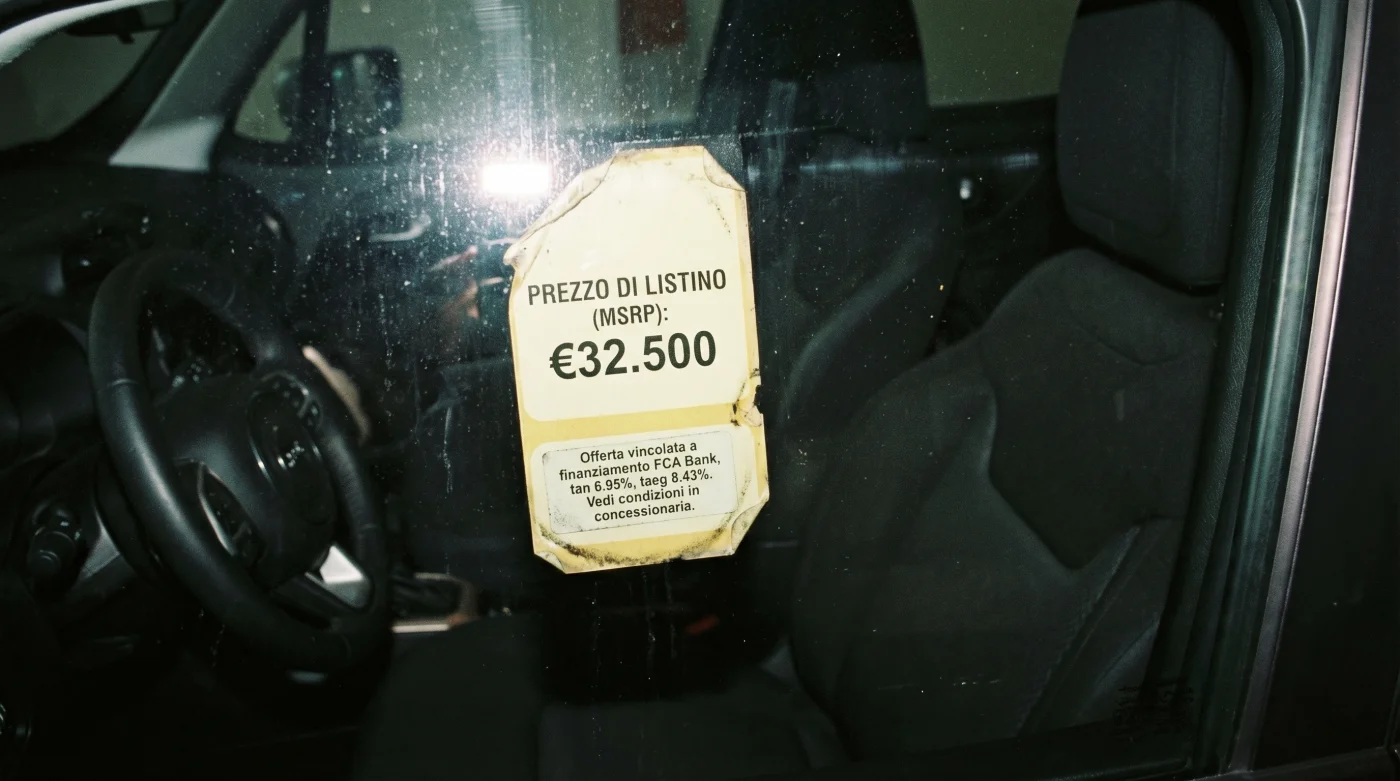 PREZZO DI LISTINO
(MSRP):
€32.500
Offerta vincolata a
finanziamento FCA Bank,
tan 6.95%, taeg 8.43%.
Vedi condizioni in
concessionaria.